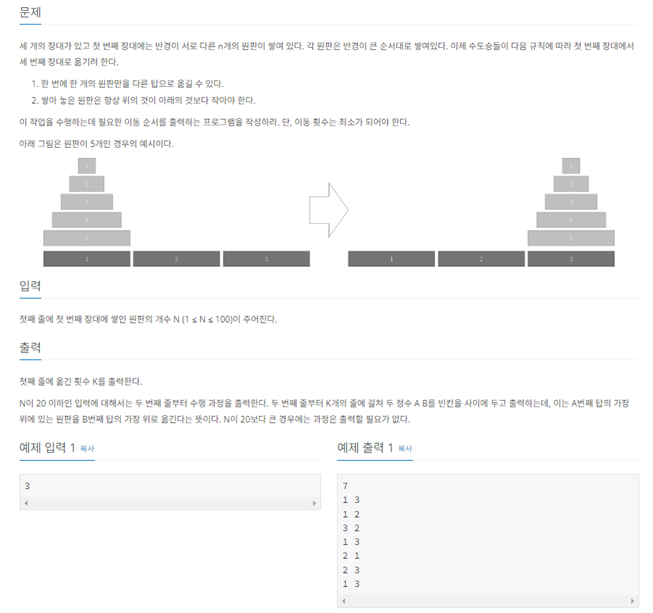 문제
세 개의 장대가 있고 첫 번째 장대에는 반경이 서로 다른 n개의 원판이 쌓여 있다. 각 원판은 반경이 큰 순서대로 쌓여있다. 이제 수도승들이 다음 규칙에 따라 첫 번째 장대에서
세 번째 장대로 옮기려 한다.
1. 한 번에 한 개의 원판만을 다른 탑으로 옮길 수 있다.
2. 쌓아 놓은 원판은 항상 위의 것이 아래의 것보다 작아야 한다.
이 작업을 수행하는데 필요한 이동 순서를 출력하는 프로그램을 작성하라. 단, 이동 횟수는 최소가 되어야 한다.
아래 그림은 원판이 5개인 경우의 예시이다.
1 1
2 2
3 3
4 4
5 5
1 2 3 1 2 3
입력
첫째 줄에 첫 번째 장대에 쌓인 원판의 개수 N (1 ≤ N ≤ 100)이 주어진다.
출력
첫째 줄에 옮긴 횟수 K를 출력한다.
N이 20 이하인 입력에 대해서는 두 번째 줄부터 수행 과정을 출력한다. 두 번째 줄부터 K개의 줄에 걸쳐 두 정수 A B를 빈칸을 사이에 두고 출력하는데, 이는 A번째 탑의 가장
위에 있는 원판을 B번째 탑의 가장 위로 옮긴다는 뜻이다. N이 20보다 큰 경우에는 과정은 출력할 필요가 없다.
예제 입력 1 복사
3
예제 출력 1 복사
7
1 3
1 2
3 2
1 3
2 1
2 3
1 3